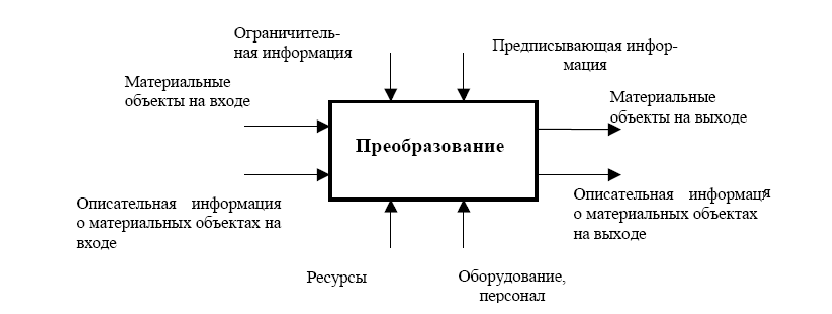 Ограничитель-
ная информация
Предписывающая инфор-
мация
Материальные
объекты на входе
Материальные
объекты на выходе
Преобразование
Описательная информация
о материальных объектах на
входе
Описательная информаця
о материальных объектах
на выходе
Ресурсы
Оборудование,
персонал